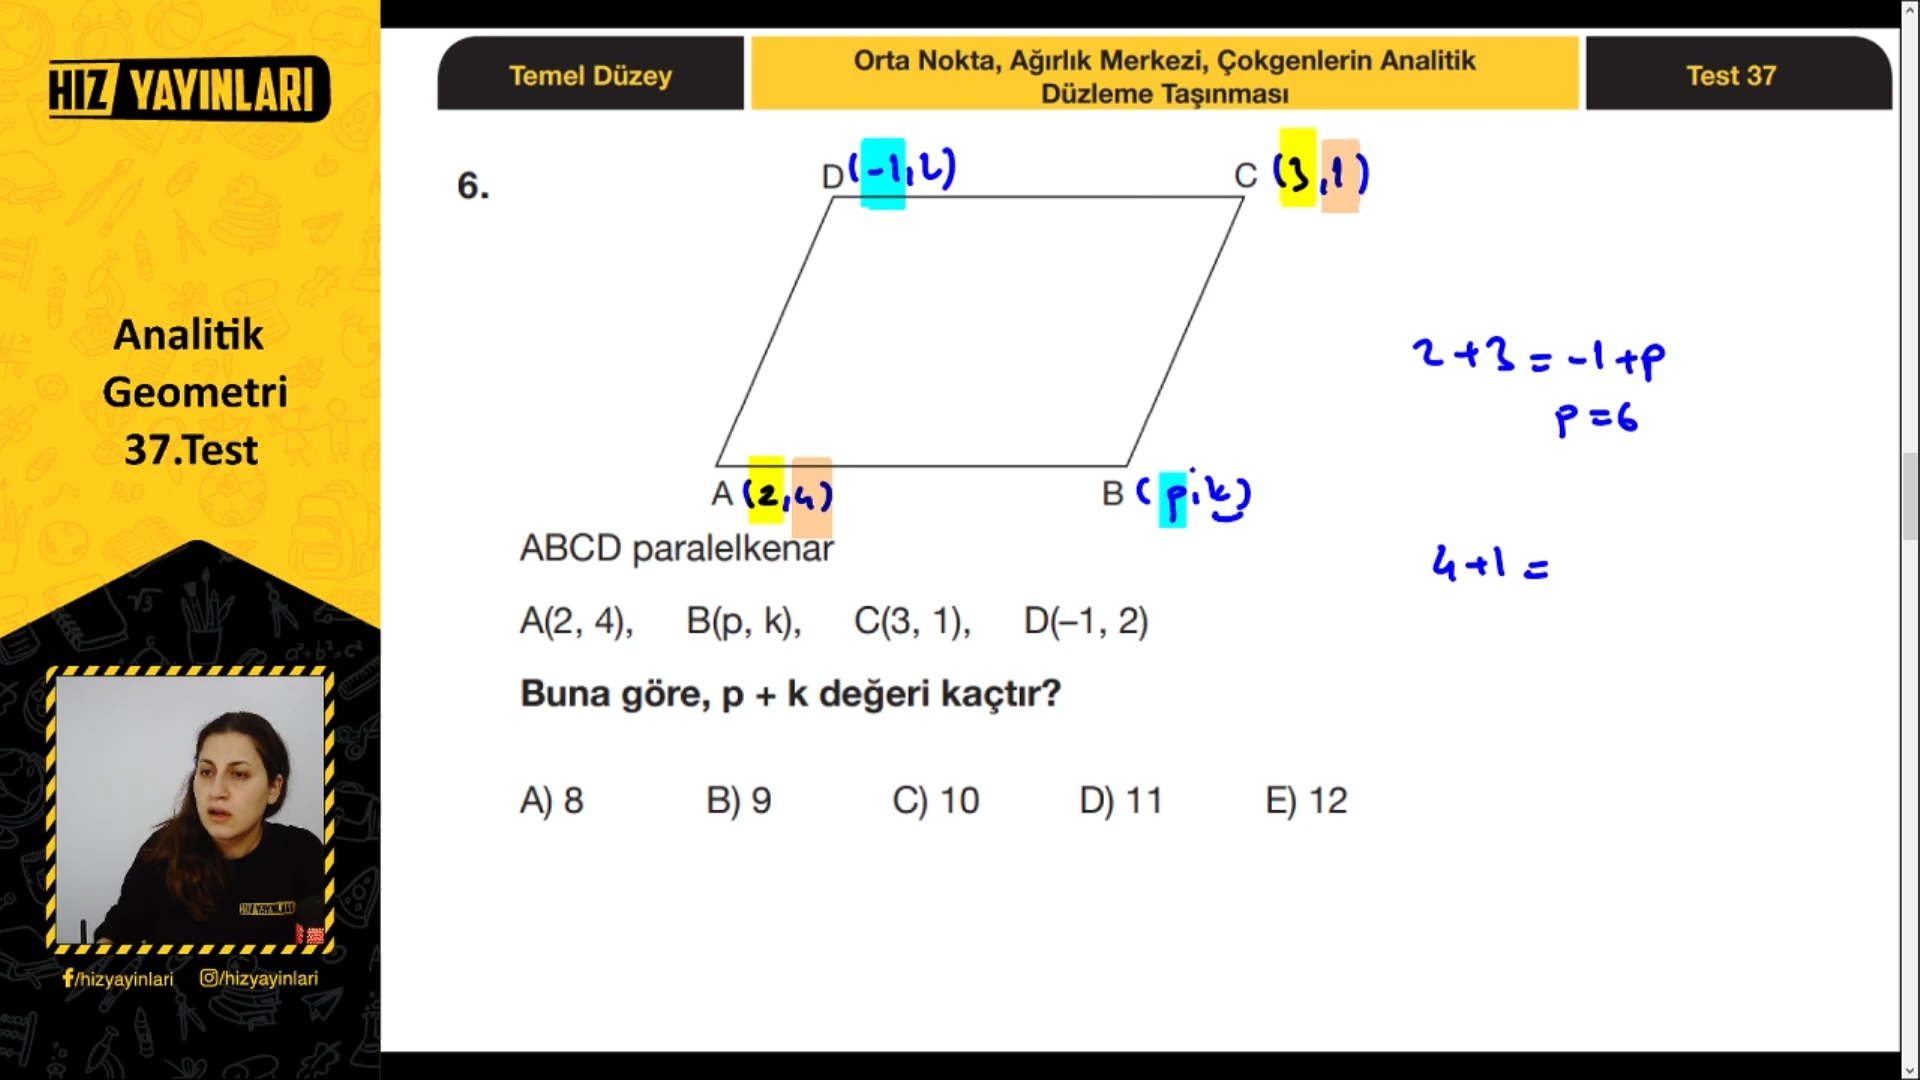 HIZ YAYINLARI
Analitik
Geometri
37.Test
/hizyayinlari /hizyayinlari
Temel Düzey
Orta Nokta, Ağırlık Merkezi, Çokgenlerin Analitik
Düzleme Taşınması
Test 37
6.
D (-1,2) C (3,1)
2+3=-1+p
p=6
A (2,4) B (p,k)
4+1=
ABCD paralelkenar
A(2, 4), B(p, k), C(3, 1), D(–1, 2)
Buna göre, p + k değeri kaçtır?
A) 8 B) 9 C) 10 D) 11 E) 12